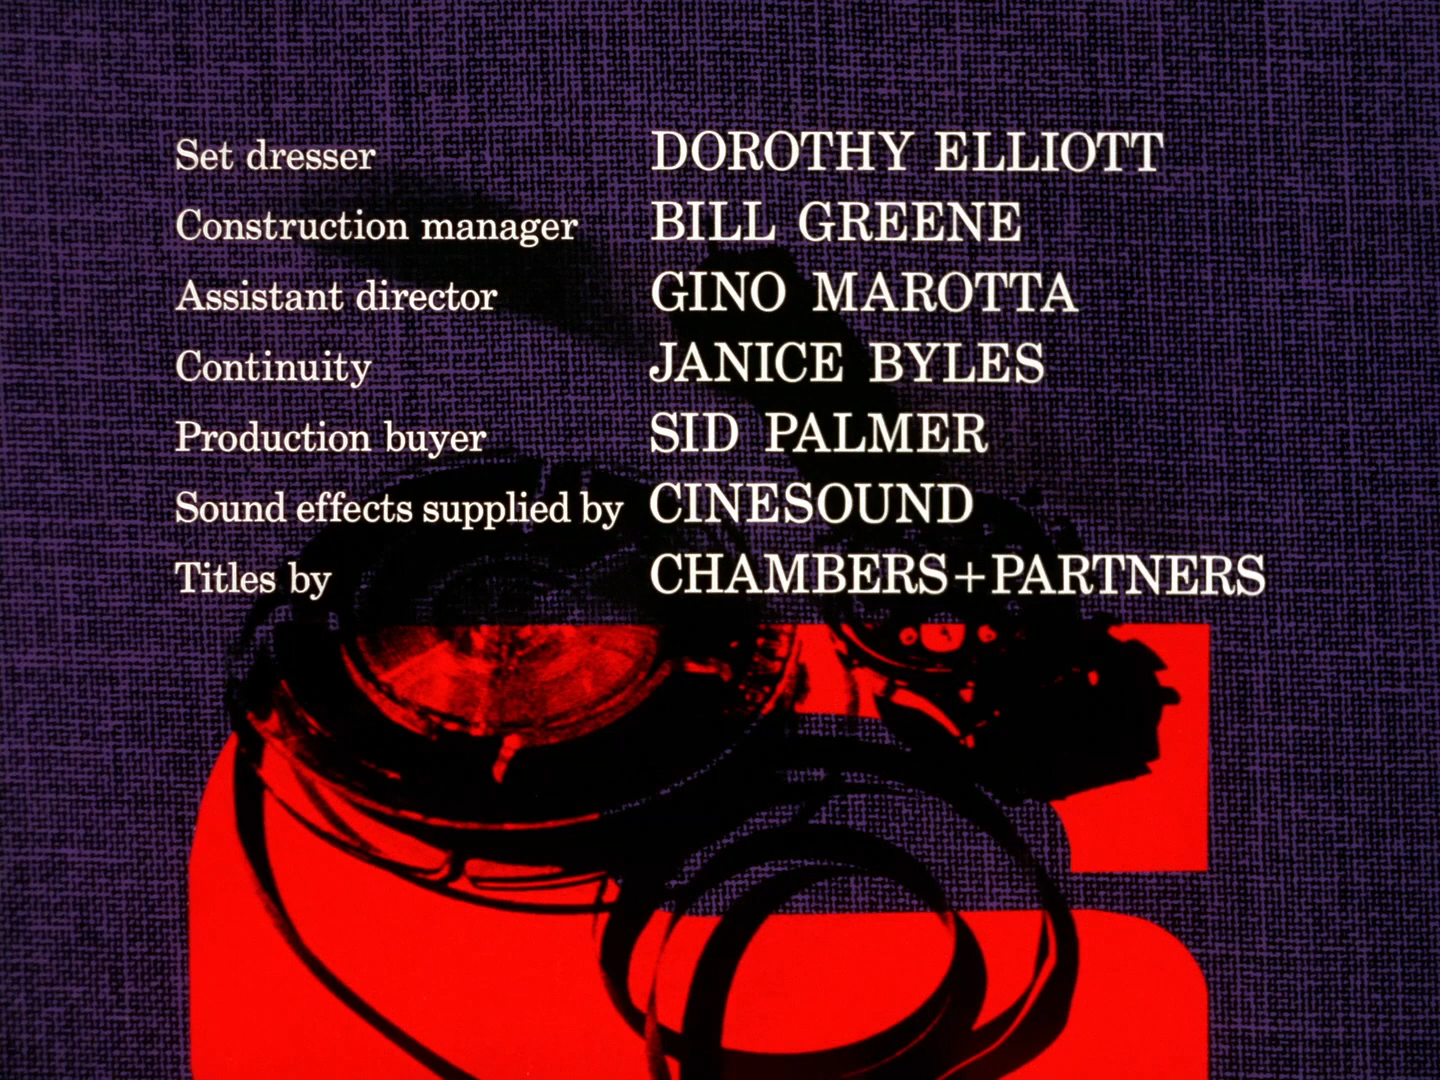 Set dresser DOROTHY ELLIOTT
Construction manager BILL GREENE
Assistant director GINO MAROTTA
Continuity JANICE BYLES
Production buyer SID PALMER
Sound effects supplied by CINESOUND
Titles by CHAMBERS+PARTNERS